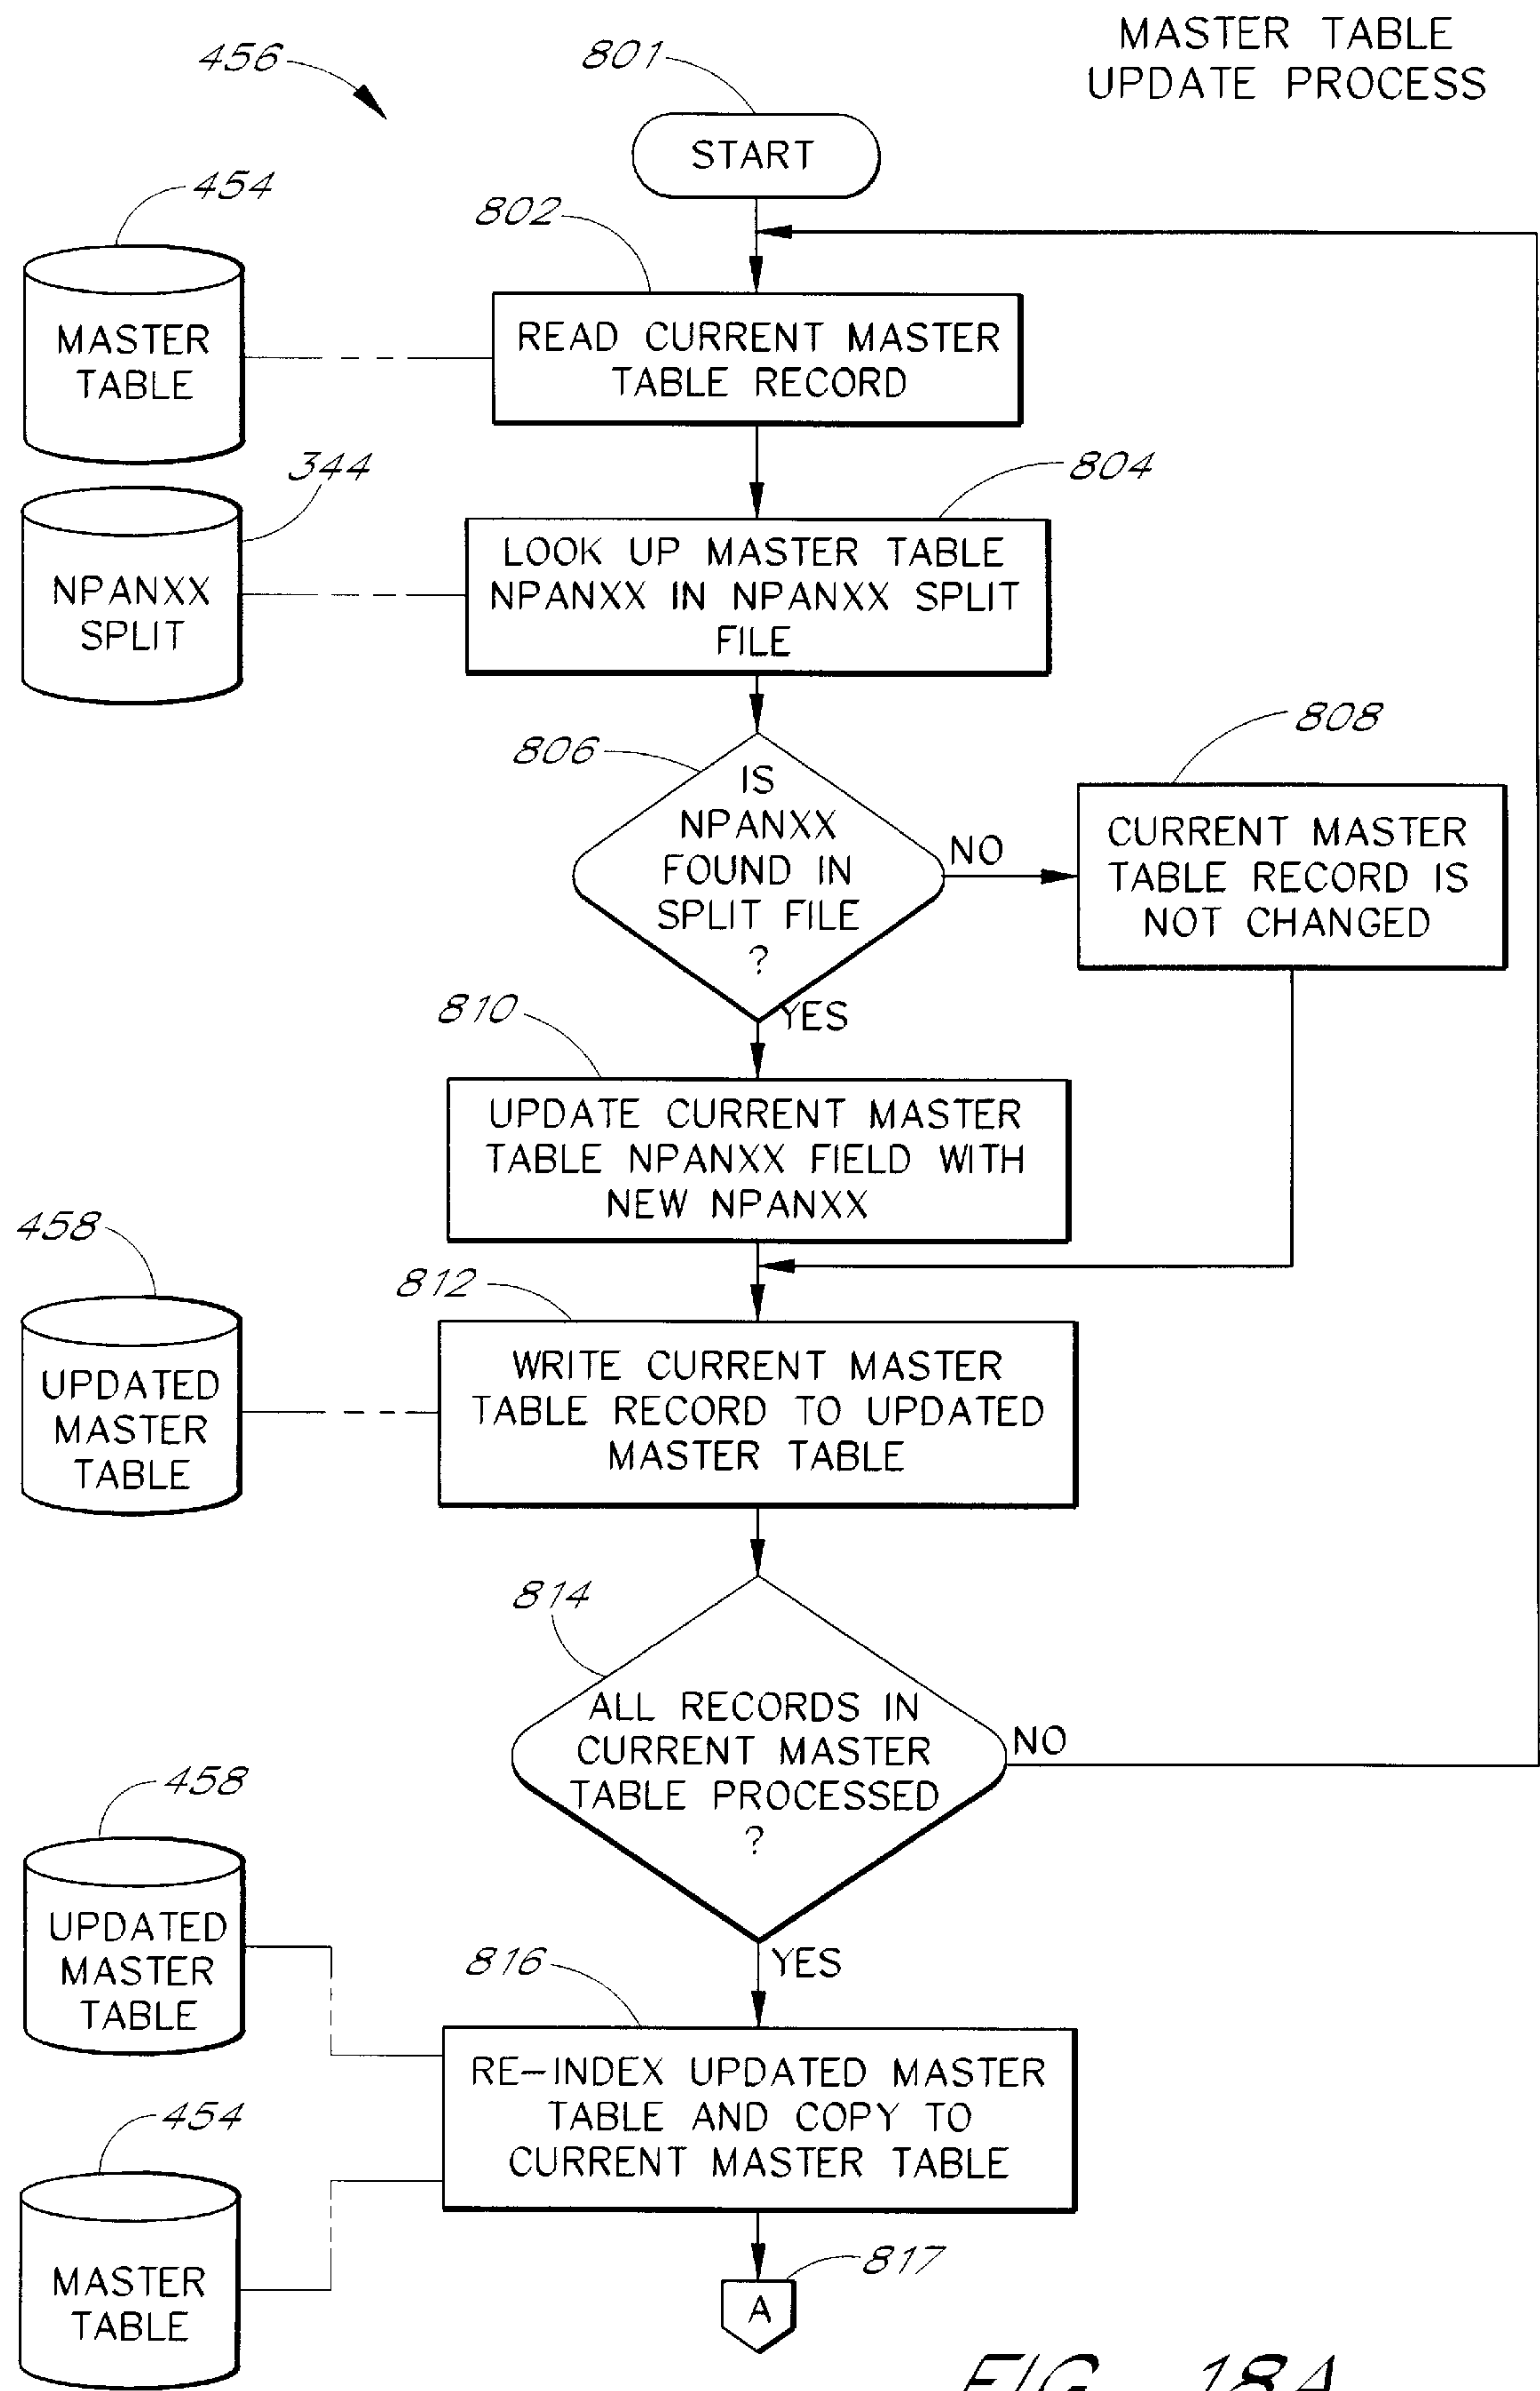 MASTER TABLE
UPDATE PROCESS
456
801
START
454
802
MASTER
TABLE
READ CURRENT MASTER
TABLE RECORD
344
804
NPANXX
SPLIT
LOOK UP MASTER TABLE
NPANXX IN NPANXX SPLIT
FILE
806
IS
NPANXX
FOUND IN
SPLIT FILE
?
NO
808
CURRENT MASTER
TABLE RECORD IS
NOT CHANGED
YES
810
UPDATE CURRENT MASTER
TABLE NPANXX FIELD WITH
NEW NPANXX
458
812
UPDATED
MASTER
TABLE
WRITE CURRENT MASTER
TABLE RECORD TO UPDATED
MASTER TABLE
814
ALL RECORDS IN
CURRENT MASTER
TABLE PROCESSED
?
NO
458
UPDATED
MASTER
TABLE
YES
816
RE-INDEX UPDATED MASTER
TABLE AND COPY TO
CURRENT MASTER TABLE
454
MASTER
TABLE
817
A
FIG. 18A